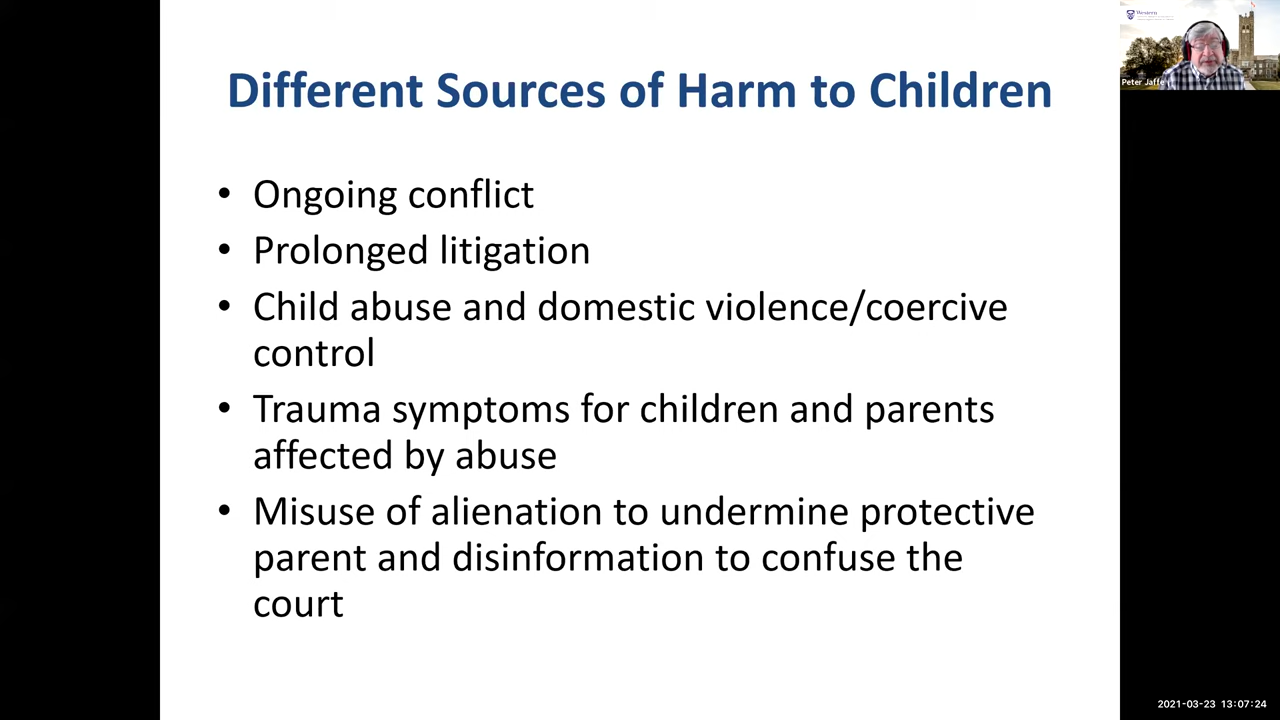 Different Sources of Harm to Children
• Ongoing conflict
• Prolonged litigation
• Child abuse and domestic violence/coercive
control
• Trauma symptoms for children and parents
affected by abuse
• Misuse of alienation to undermine protective
parent and disinformation to confuse the
court
Western
Peter Jaffe
2021-03-23 13:07:24